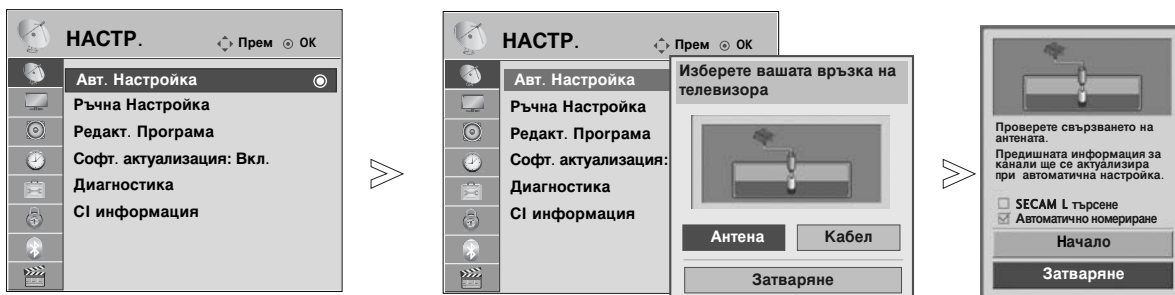 НАСТР.
Прем
ОК
Авт. Настройка
Ръчна Настройка
Редакт. Програма
Софт. актуализация: Вкл.
Диагностика
CI информация
НАСТР.
Прем
ОК
Авт. Настройка
Ръчна Настройка
Редакт. Програма
Софт. актуализация:
Диагностика
CI информация
Изберете вашата връзка на
телевизора
Антена
Кабел
Затваряне
Проверете свързването на
антената.
Предишната информация за
канали ще се актуализира
при автоматична настройка.
SECAM L търсене
Автоматично номериране
Начало
Затваряне